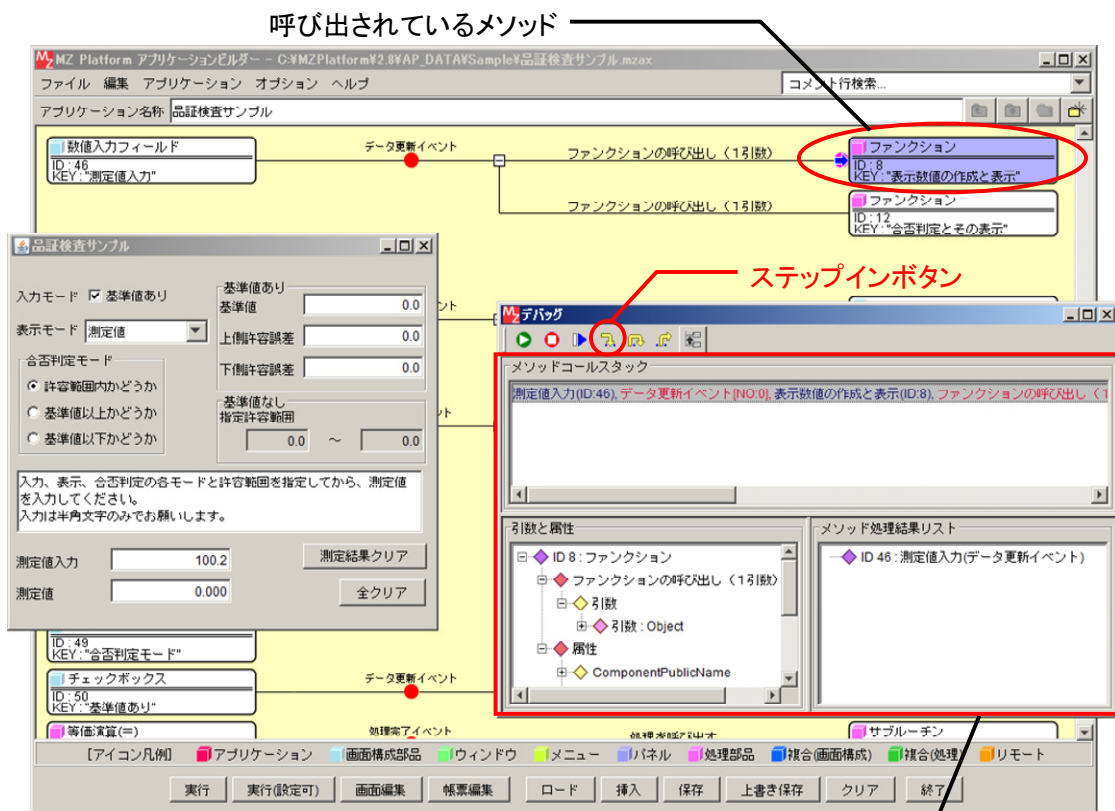 呼び出されているメソッド
MZ Platform アプリケーションビルダー - C:¥MZPlatform¥2.8¥AP_DATA¥Sample¥品証検査サンプル.mzax
ファイル 編集 アプリケーション オプション ヘルプ
コメント行検索...
アプリケーション名称 品証検査サンプル
数値入力フィールド
ID : 46
KEY : "測定値入力"
データ更新イベント
ファンクションの呼び出し（1引数）
ファンクション
ID : 8
KEY : "表示数値の作成と表示"
ファンクションの呼び出し（1引数）
ファンクション
ID : 12
KEY : "合否判定とその表示"
ステップインボタン
品証検査サンプル
入力モード 基準値あり
表示モード 測定値
合否判定モード
許容範囲内かどうか
基準値以上かどうか
基準値以下かどうか
基準値あり
基準値 0.0
上側許容誤差 0.0
下側許容誤差 0.0
基準値なし
指定許容範囲
0.0 ～ 0.0
入力、表示、合否判定の各モードと許容範囲を指定してから、測定値
を入力してください。
入力は半角文字のみでお願いします。
測定値入力 100.2 測定結果クリア
測定値 0.000 全クリア
デバッグ
メソッドコールスタック
測定値入力(ID:46), データ更新イベント[NO:0], 表示数値の作成と表示(ID:8), ファンクションの呼び出し（1
引数と属性
ID 8 : ファンクション
ファンクションの呼び出し（1引数）
引数
引数 : Object
属性
ComponentPublicName
メソッド処理結果リスト
ID 46 : 測定値入力(データ更新イベント)
ID : 49
KEY : "合否判定モード"
チェックボックス
ID : 50
KEY : "基準値あり"
データ更新イベント
等価演算(=)
処理完了イベント
サブルーチン
[アイコン凡例] アプリケーション 画面構成部品 ウィンドウ メニュー パネル 処理部品 複合(画面構成) 複合(処理) リモート
実行 実行(設定可) 画面編集 帳票編集 ロード 挿入 保存 上書き保存 クリア 終了